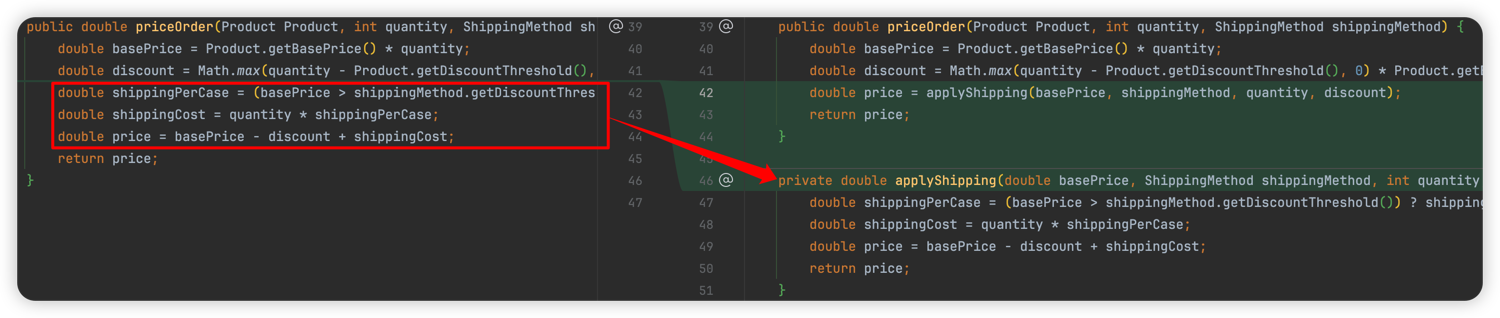 public double priceOrder(Product Product, int quantity, ShippingMethod sh
double basePrice = Product.getBasePrice() * quantity;
double discount = Math.max(quantity - Product.getDiscountThreshold(),
double shippingPerCase = (basePrice > shippingMethod.getDiscountThres
double shippingCost = quantity * shippingPerCase;
double price = basePrice - discount + shippingCost;
return price;
}
@ 39
40
41
42
43
44
45
46
47
39 @
40
41
42
43
44
45
46 @
47
48
49
50
51
public double priceOrder(Product Product, int quantity, ShippingMethod shippingMethod) {
double basePrice = Product.getBasePrice() * quantity;
double discount = Math.max(quantity - Product.getDiscountThreshold(), 0) * Product.getD
double price = applyShipping(basePrice, shippingMethod, quantity, discount);
return price;
}
private double applyShipping(double basePrice, ShippingMethod shippingMethod, int quantity
double shippingPerCase = (basePrice > shippingMethod.getDiscountThreshold()) ? shipping
double shippingCost = quantity * shippingPerCase;
double price = basePrice - discount + shippingCost;
return price;
}